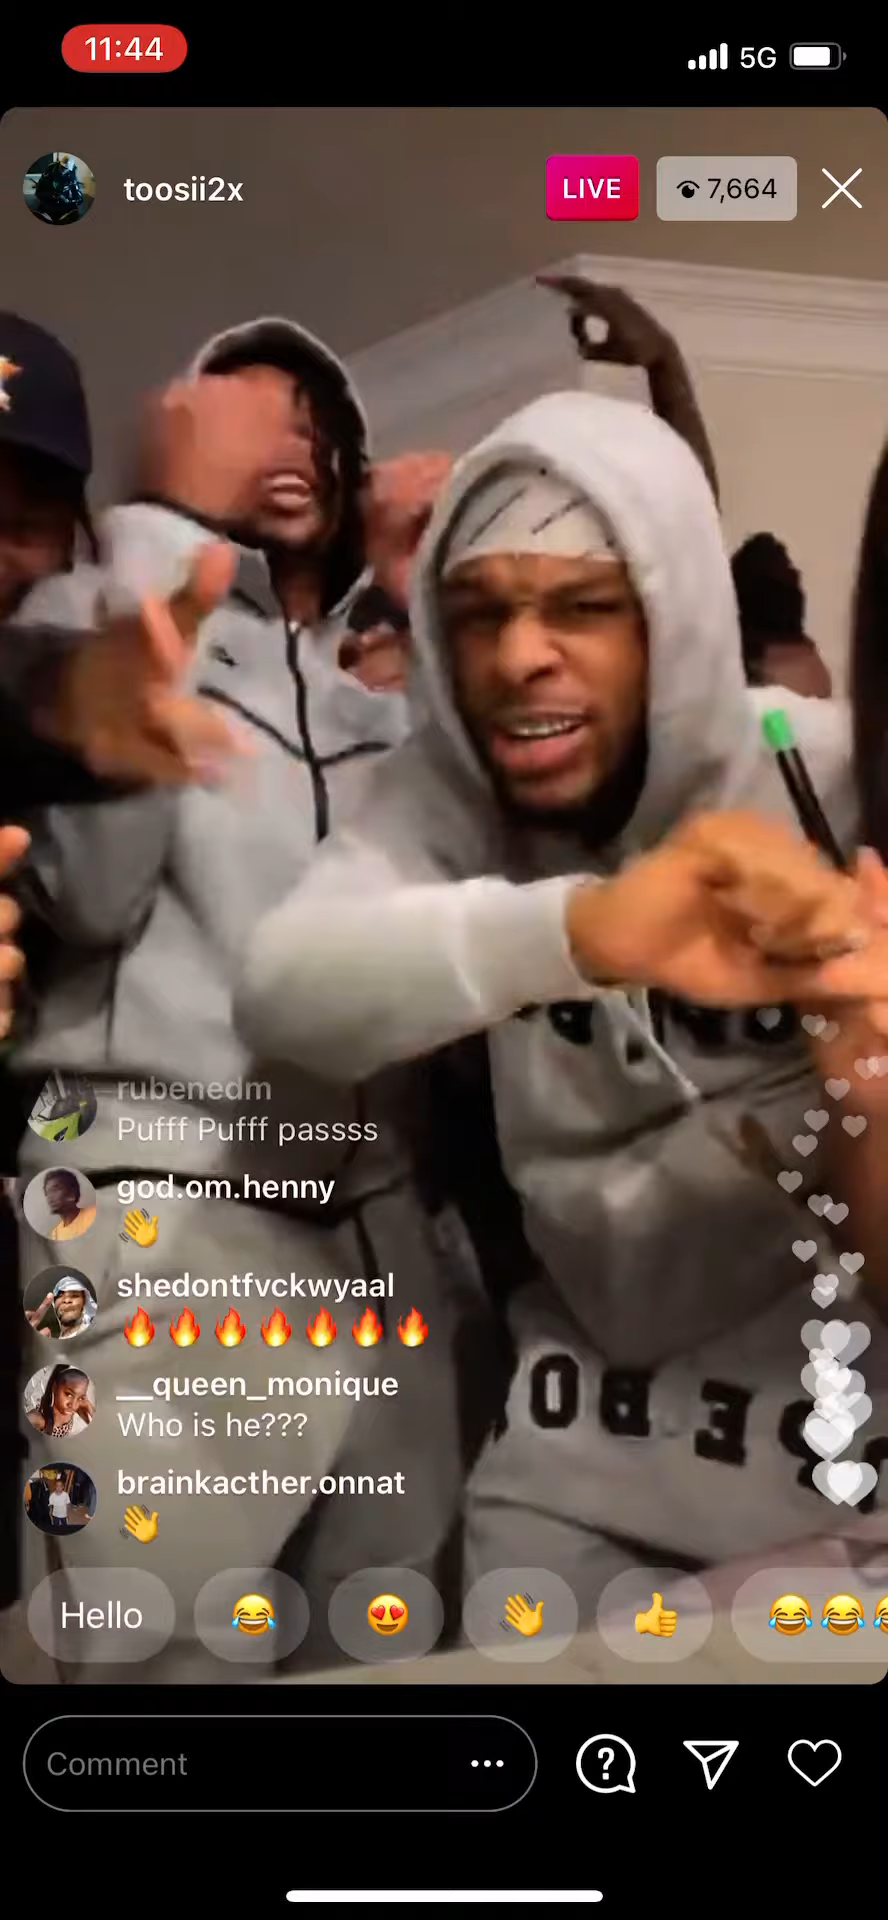 11:44
5G
toosii2x
LIVE
7,664
rubenedm
Pufff Pufff passss
god.om.henny
👋
shedontfvckwyaal
🔥🔥🔥🔥🔥🔥🔥
__queen_monique
Who is he???
brainkacther.onnat
👋
Hello 😂 😍 👋 👍 😂😂
Comment